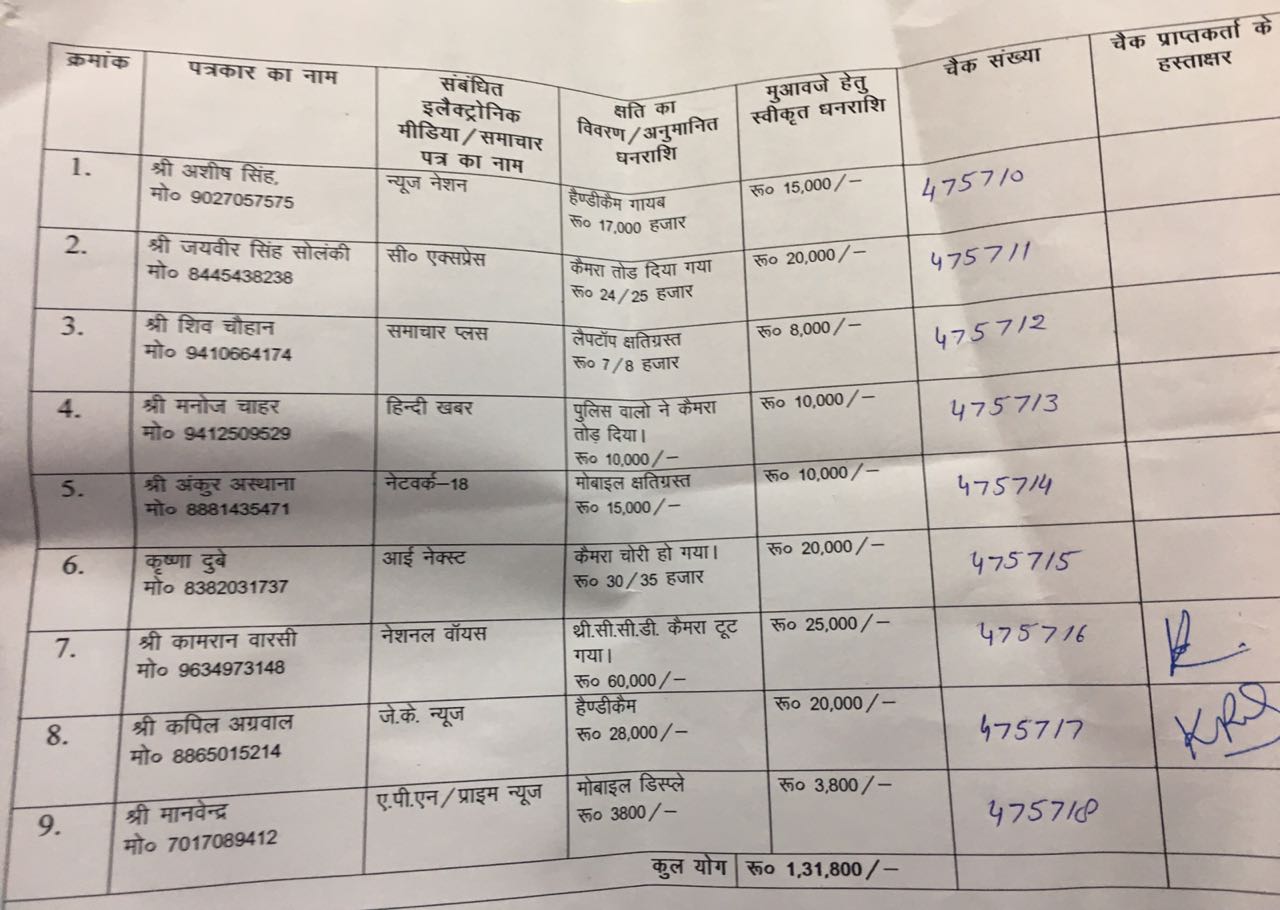 क्रमांक
पत्रकार का नाम
संबंधित
इलैक्ट्रोनिक
मीडिया/समाचार
पत्र का नाम
क्षति का
विवरण/अनुमानित
धनराशि
मुआवजे हेतु
स्वीकृत धनराशि
चैक संख्या
चैक प्राप्तकर्ता के
हस्ताक्षर
1.
श्री अशीष सिंह,
मो० 9027057575
न्यूज नेशन
हैण्डीकैम गायब
रू० 17,000 हजार
रू० 15,000/–
475710
2.
श्री जयवीर सिंह सोलंकी
मो० 8445438238
सी० एक्सप्रेस
कैमरा तोड़ दिया गया
रू० 24/25 हजार
रू० 20,000/–
475711
3.
श्री शिव चौहान
मो० 9410664174
समाचार प्लस
लैपटॉप क्षतिग्रस्त
रू० 7/8 हजार
रू० 8,000/–
475712
4.
श्री मनोज चाहर
मो० 9412509529
हिन्दी खबर
पुलिस वालो ने कैमरा
तोड़ दिया।
रू० 10,000/–
रू० 10,000/–
475713
5.
श्री अंकुर अस्थाना
मो० 8881435471
नेटवर्क–18
मोबाइल क्षतिग्रस्त
रू० 15,000/–
रू० 10,000/–
475714
6.
कृष्णा दुबे
मो० 8382031737
आई नेक्स्ट
कैमरा चोरी हो गया।
रू० 30/35 हजार
रू० 20,000/–
475715
7.
श्री कामरान वारसी
मो० 9634973148
नेशनल वॉयस
थी.सी.सी.डी. कैमरा टूट
गया।
रू० 60,000/–
रू० 25,000/–
475716
8.
श्री कपिल अग्रवाल
मो० 8865015214
जे.के. न्यूज
हैण्डीकैम
रू० 28,000/–
रू० 20,000/–
475717
9.
श्री मानवेन्द्र
मो० 7017089412
ए.पी.एन/प्राइम न्यूज
मोबाइल डिस्प्ले
रू० 3800/–
रू० 3,800/–
475718
कुल योग
रू० 1,31,800/–